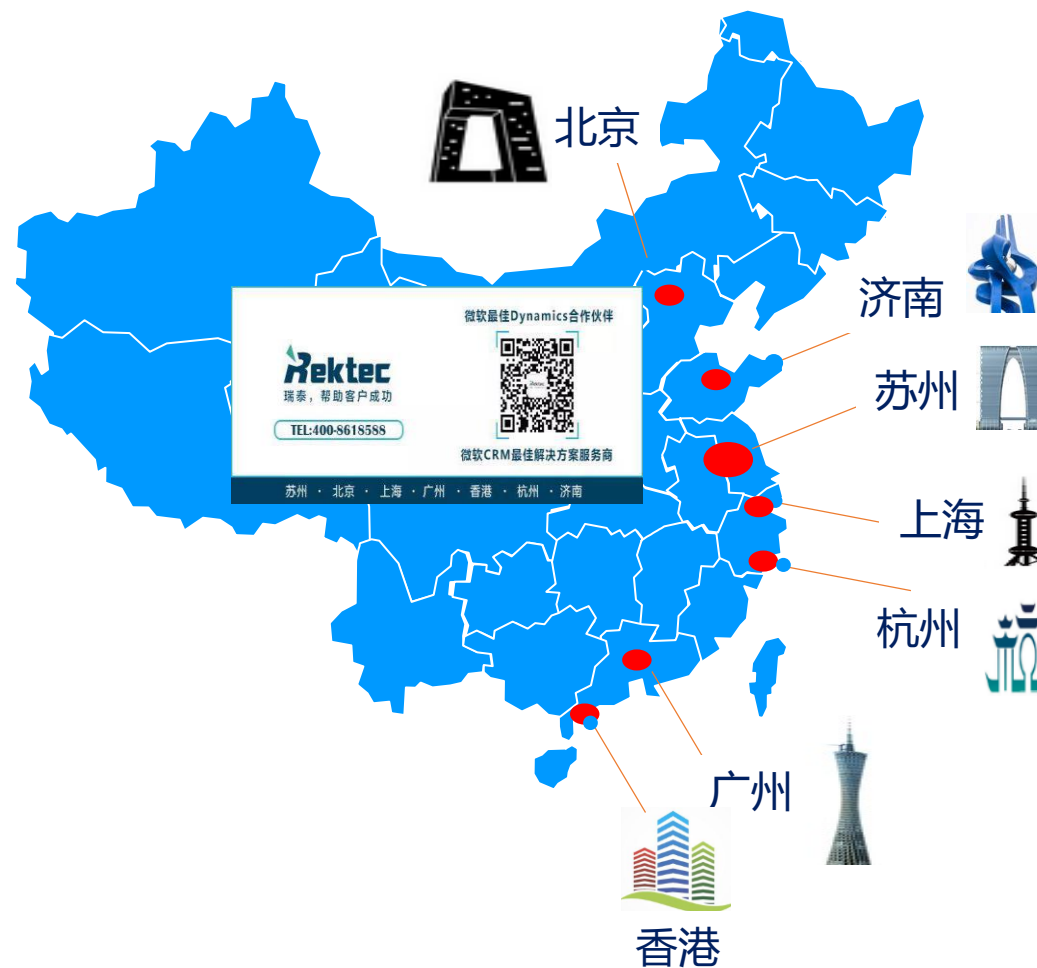 北京
济南
微软最佳Dynamics合作伙伴
Rektec
瑞泰，帮助客户成功
苏州
TEL:400-8618588
微软CRM最佳解决方案服务商
苏州 · 北京 · 上海 · 广州 · 香港 · 杭州 · 济南
上海
杭州
广州
香港